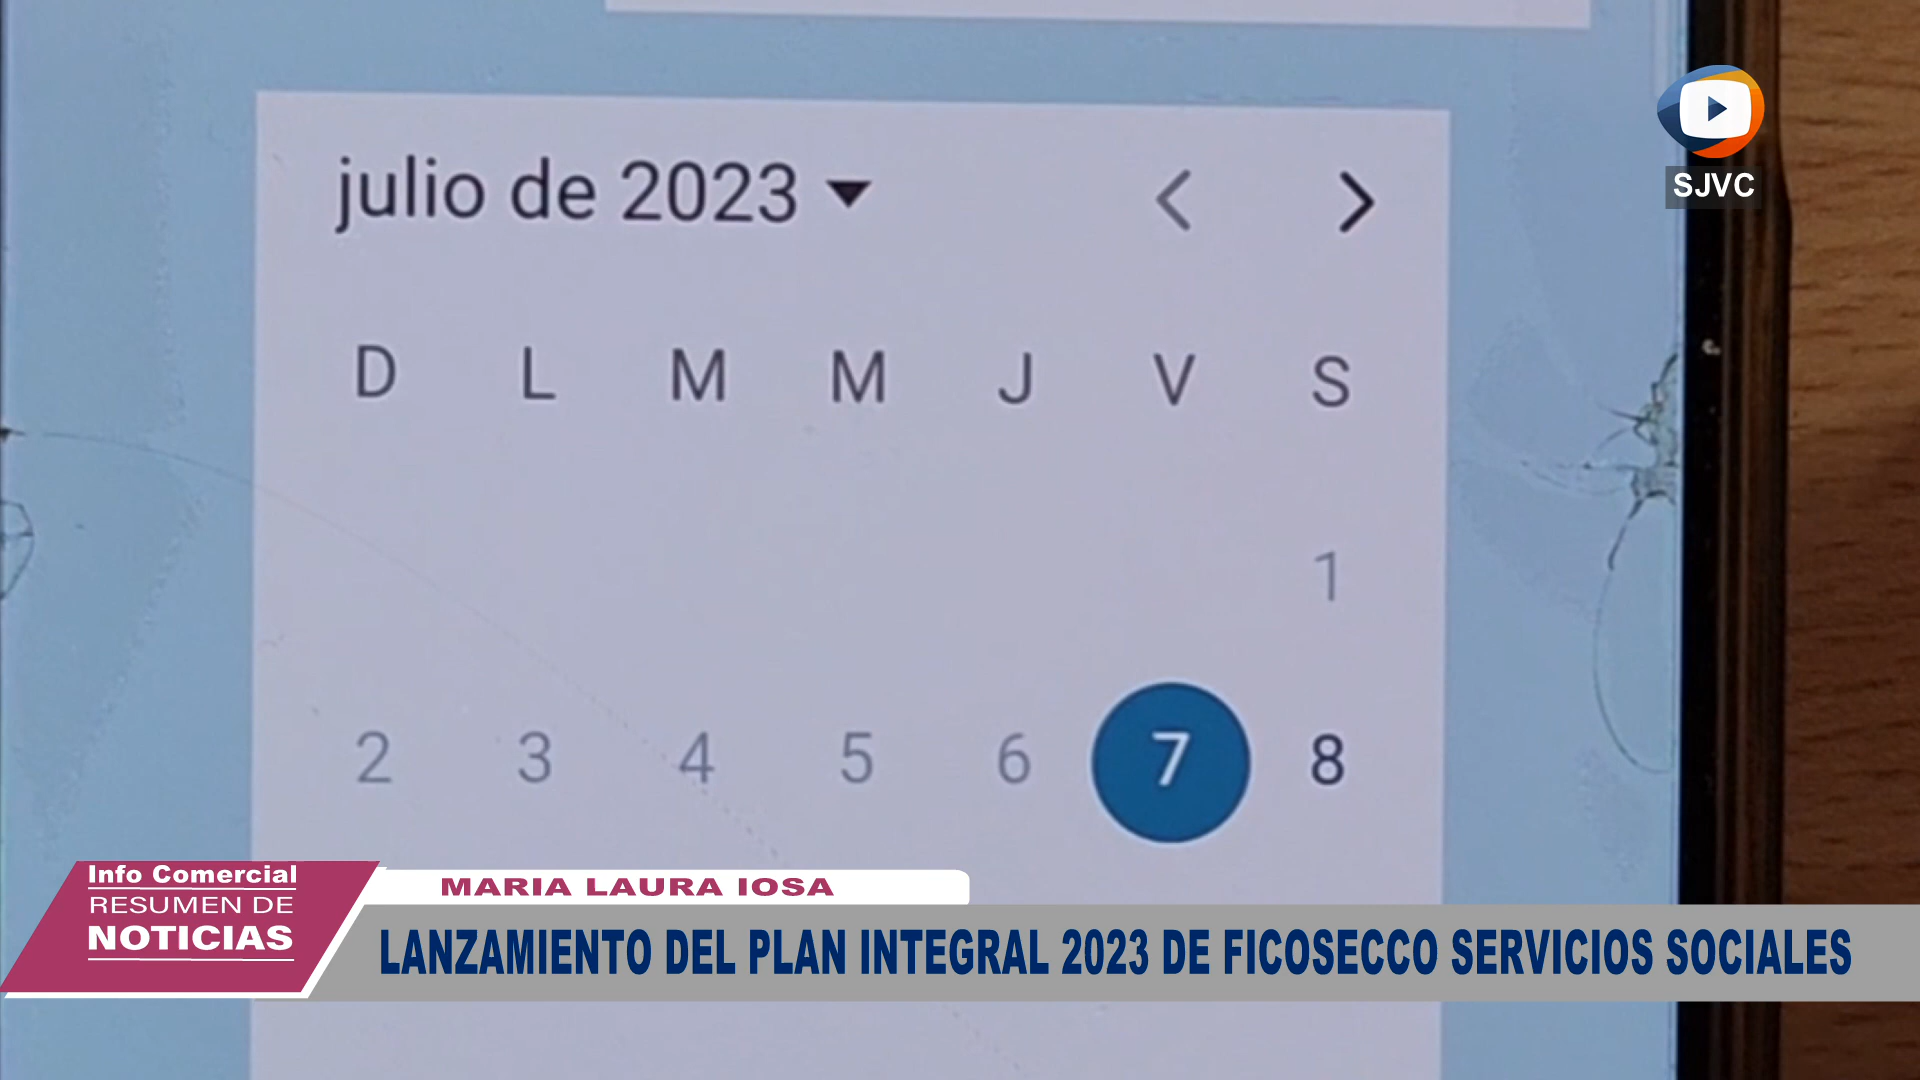 julio de 2023
D L M M J V S
1
2 3 4 5 6 7 8
SJVC
Info Comercial
RESUMEN DE
NOTICIAS
MARIA LAURA IOSA
LANZAMIENTO DEL PLAN INTEGRAL 2023 DE FICOSECCO SERVICIOS SOCIALES